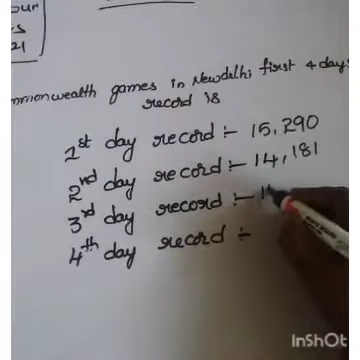 our
s
21
mmonwealth games in Newdelhi first 4 days
record is
1st day record :- 15,290
2nd day record :- 14,181
3rd day record :- 1
4th day record :-
InShOt